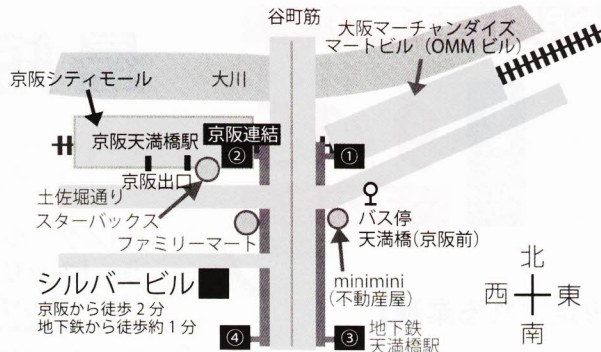 谷町筋
大阪マーチャンダイズ
マートビル（OMMビル）
京阪シティモール
大川
京阪天満橋駅
京阪連結
②
①
京阪出口
土佐堀通り
スターバックス
バス停
天満橋（京阪前）
ファミリーマート
シルバービル
京阪から徒歩2分
地下鉄から徒歩約1分
minimini
（不動産屋）
北
西
東
南
④
③
地下鉄
天満橋駅